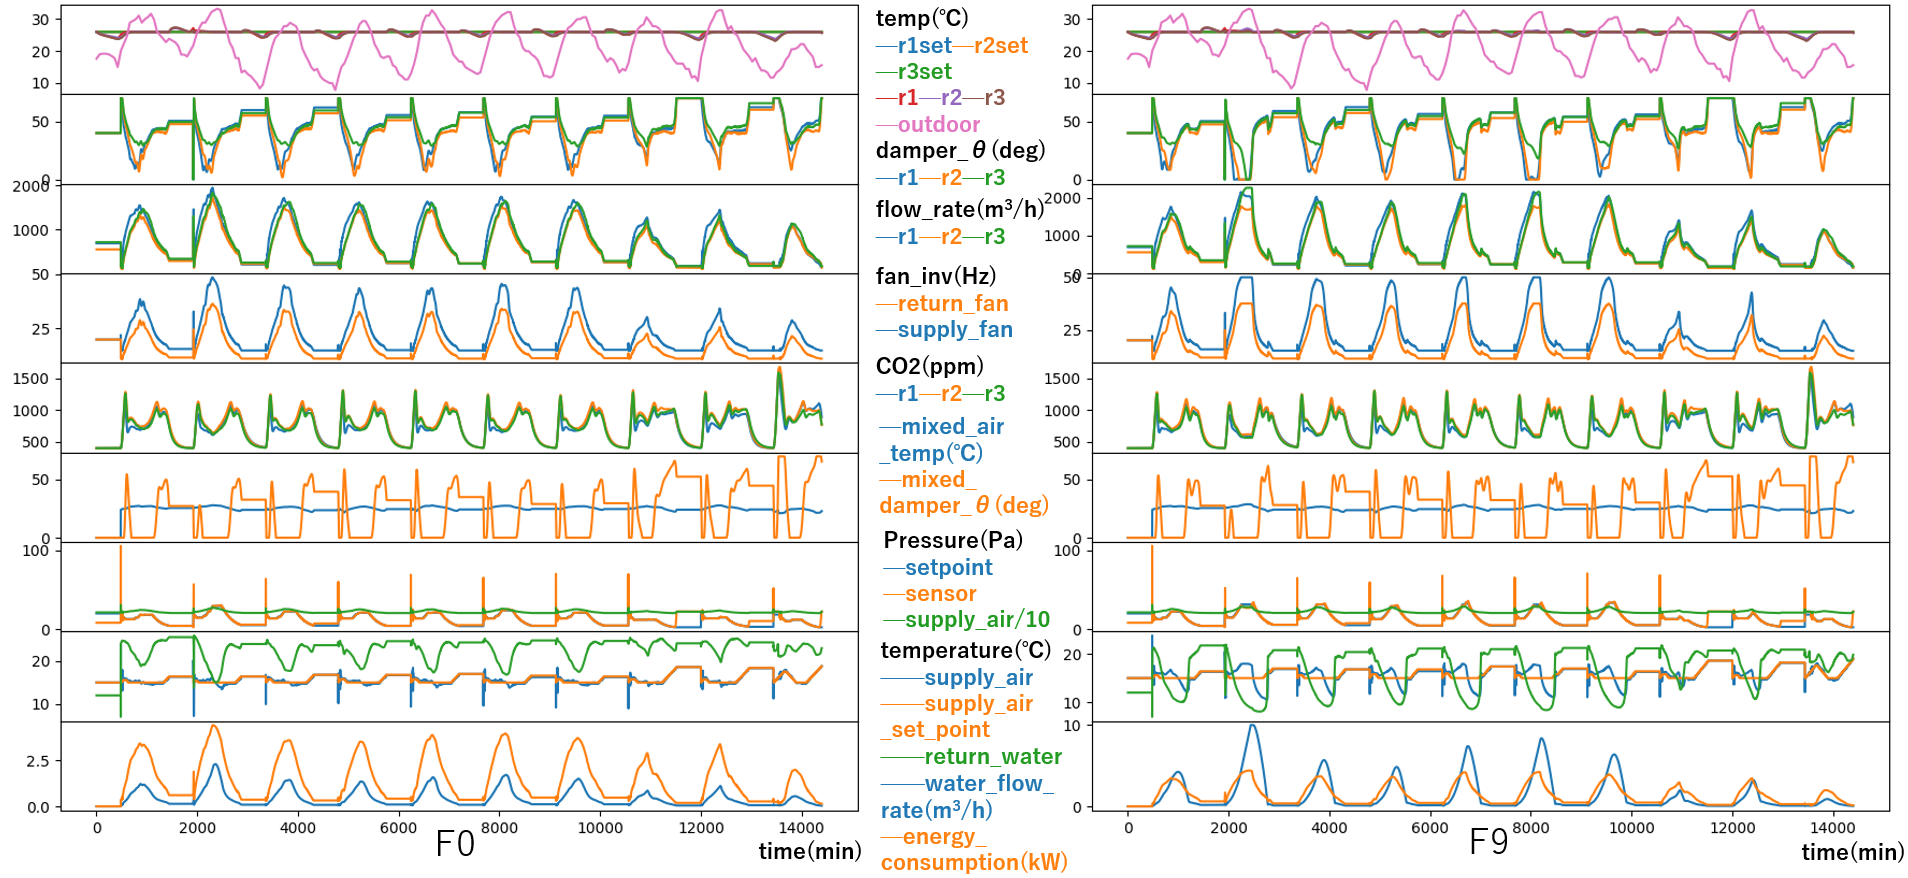 30
20
10
50
0
2000
1000
50
25
1500
1000
500
50
0
100
0
20
10
2.5
0.0
0
2000
4000
6000
8000
10000
12000
14000
F0
time(min)
temp(℃)
r1set r2set
r3set
r1 r2 r3
outdoor
damper_θ(deg)
r1 r2 r3
flow_rate(m³/h)
r1 r2 r3
fan_inv(Hz)
return_fan
supply_fan
CO2(ppm)
r1 r2 r3
mixed_air
_temp(℃)
mixed_
damper_θ(deg)
Pressure(Pa)
setpoint
sensor
supply_air/10
temperature(℃)
supply_air
supply_air
_set_point
return_water
water_flow_
rate(m³/h)
energy_
consumption(kW)
30
20
10
50
0
2000
1000
0
50
25
1500
1000
500
50
0
100
0
20
10
10
0
0
2000
4000
6000
8000
10000
12000
14000
F9
time(min)